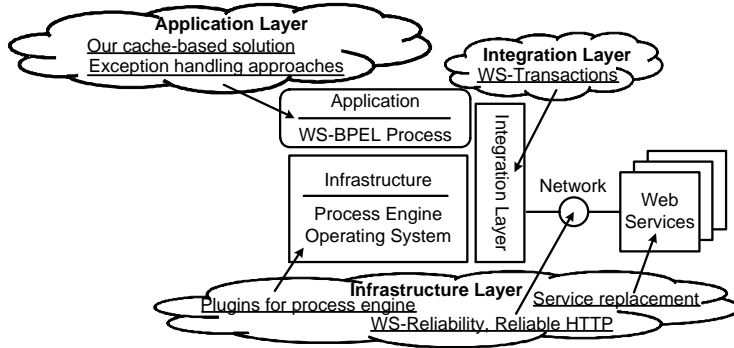 Application Layer
Our cache-based solution
Exception handling approaches
Integration Layer
WS-Transactions
Application
WS-BPEL Process
Integration Layer
Infrastructure
Process Engine
Operating System
Network
Web
Services
Infrastructure Layer
Plugins for process engine
Service replacement
WS-Reliability, Reliable HTTP